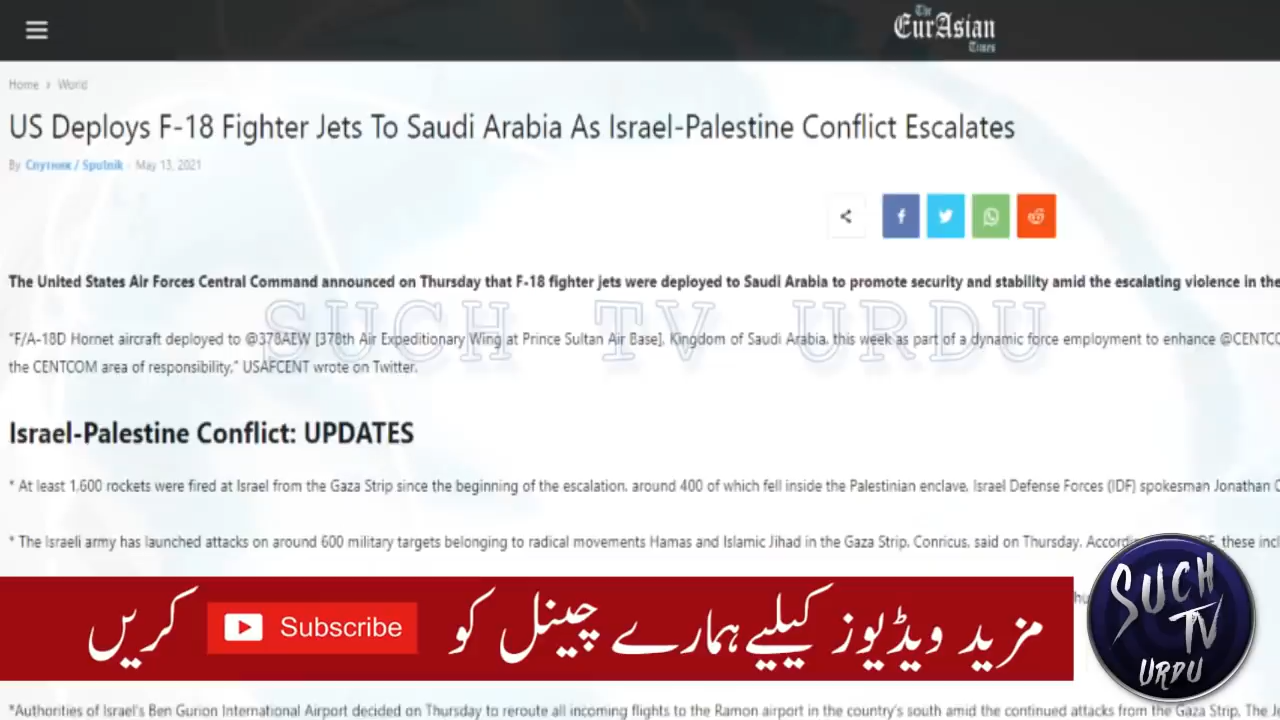 The
EurAsian
Times
Home › World
US Deploys F-18 Fighter Jets To Saudi Arabia As Israel-Palestine Conflict Escalates
By Спутник / Sputnik - May 13, 2021
The United States Air Forces Central Command announced on Thursday that F-18 fighter jets were deployed to Saudi Arabia to promote security and stability amid the escalating violence in the
SUCH TV URDU
"F/A-18D Hornet aircraft deployed to @378AEW [378th Air Expeditionary Wing at Prince Sultan Air Base], Kingdom of Saudi Arabia, this week as part of a dynamic force employment to enhance @CENTCO
the CENTCOM area of responsibility," USAFCENT wrote on Twitter.
Israel-Palestine Conflict: UPDATES
* At least 1,600 rockets were fired at Israel from the Gaza Strip since the beginning of the escalation, around 400 of which fell inside the Palestinian enclave, Israel Defense Forces (IDF) spokesman Jonathan C
* The Israeli army has launched attacks on around 600 military targets belonging to radical movements Hamas and Islamic Jihad in the Gaza Strip, Conricus, said on Thursday. these
مزید ویڈیوز کیلیے ہمارے چینل کو Subscribe کریں
SUCH
TV
URDU
*Authorities of Israel's Ben Gurion International Airport decided on Thursday to reroute all incoming flights to the Ramon airport in the country's south amid the continued attacks from the Gaza Strip. The